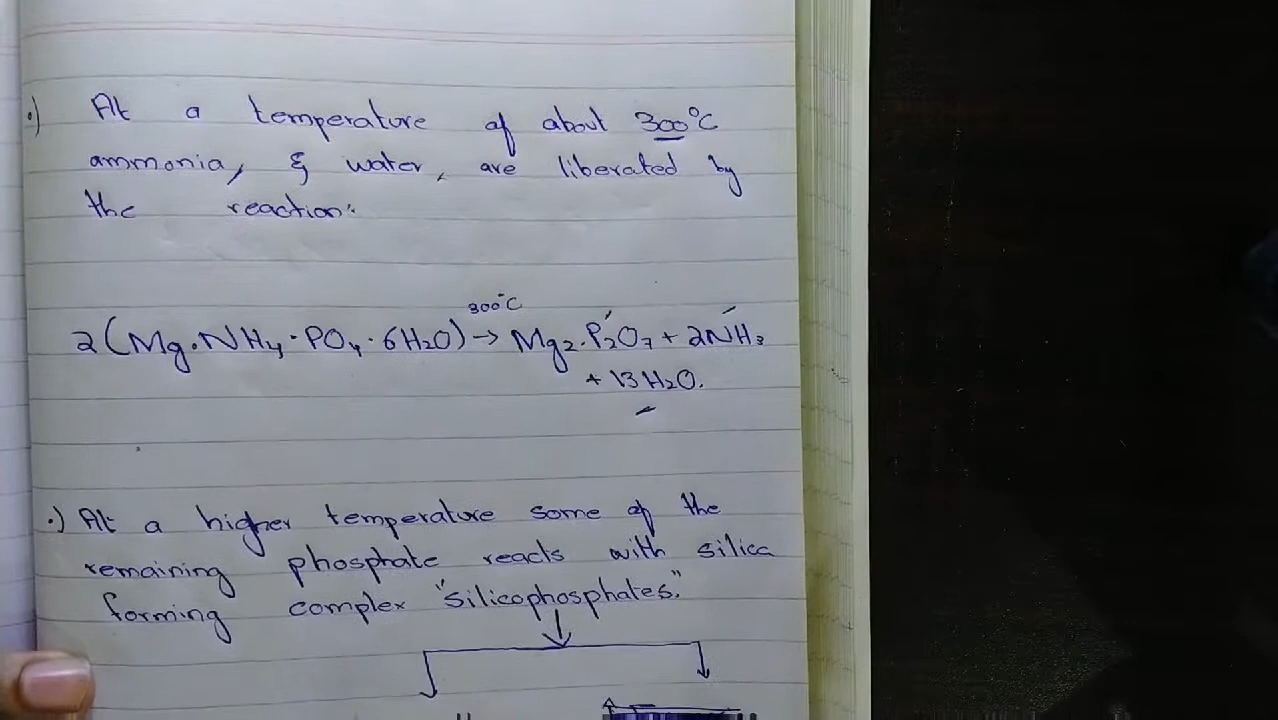 .) At a temperature of about 300°C
ammonia, & water, are liberated by
the reaction:
300°C
2(Mg.NH₄.PO₄.6H₂O) → Mg₂.P₂O₇ + 2NH₃
+ 13H₂O.
.) At a higher temperature some of the
remaining phosphate reacts with silica
forming complex "silicophosphates."